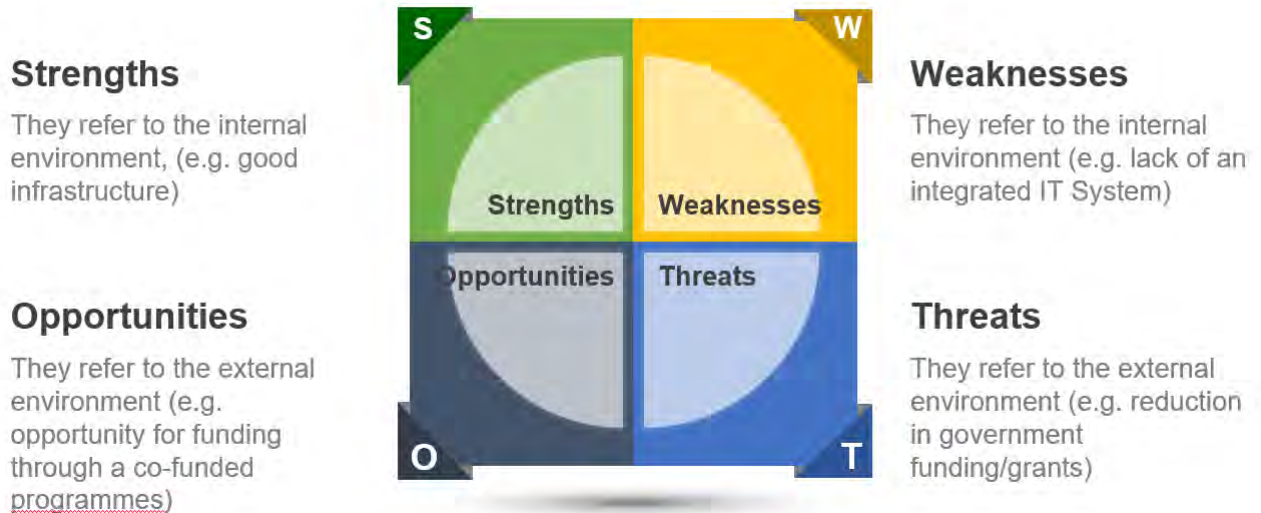 S
W
Strengths
They refer to the internal
environment, (e.g. good
infrastructure)
Strengths
Weaknesses
Weaknesses
They refer to the internal
environment (e.g. lack of an
integrated IT System)
Opportunities
They refer to the external
environment (e.g.
opportunity for funding
through a co-funded
programmes)
Opportunities
Threats
O
T
Threats
They refer to the external
environment (e.g. reduction
in government
funding/grants)